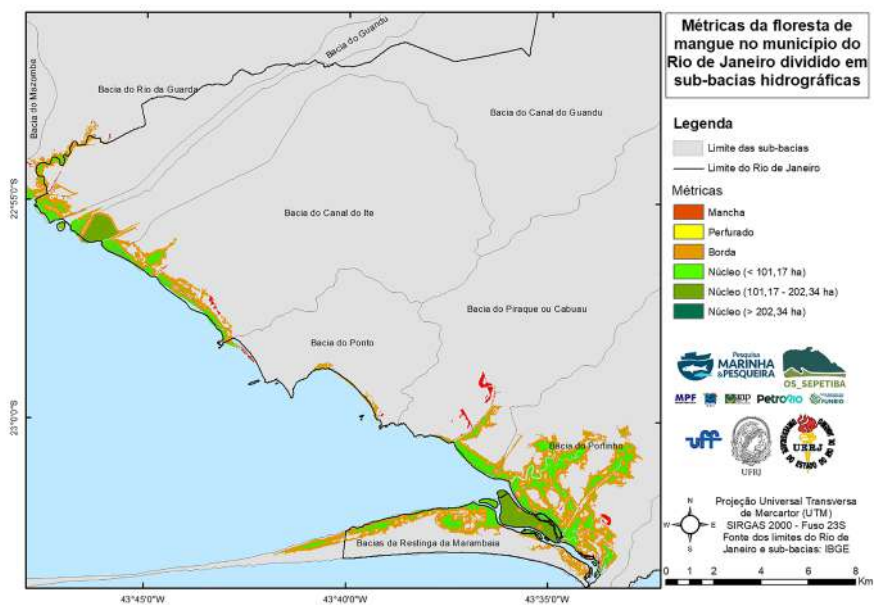 Métricas da floresta de
mangue no município do
Rio de Janeiro dividido em
sub-bacias hidrográficas
Legenda
Limite das sub-bacias
Limite do Rio de Janeiro
Métricas
Mancha
Perfurado
Borda
Núcleo (< 101,17 ha)
Núcleo (101,17 - 202,34 ha)
Núcleo (> 202,34 ha)
Pesquisa
MARINHA
&PESQUEIRA
OS_SEPETIBA
MPF
PetroRio
FUNBIO
uff
UFRJ
UERJ
Projeção Universal Transversa
de Mercartor (UTM)
SIRGAS 2000 - Fuso 23S
Fonte dos limites do Rio de
Janeiro e sub-bacias: IBGE
N
W E
S
0 1 2 4 6 8
Km
Bacia do Mazomba
Bacia do Rio da Guarda
Bacia do Guandu
Bacia do Canal do Guandu
Bacia do Canal do Ite
Bacia do Piraque ou Cabuau
Bacia do Ponto
Bacia do Portinho
Bacias da Restinga da Marambaia
22°55'0"S
23°0'0"S
43°45'0"W 43°40'0"W 43°35'0"W